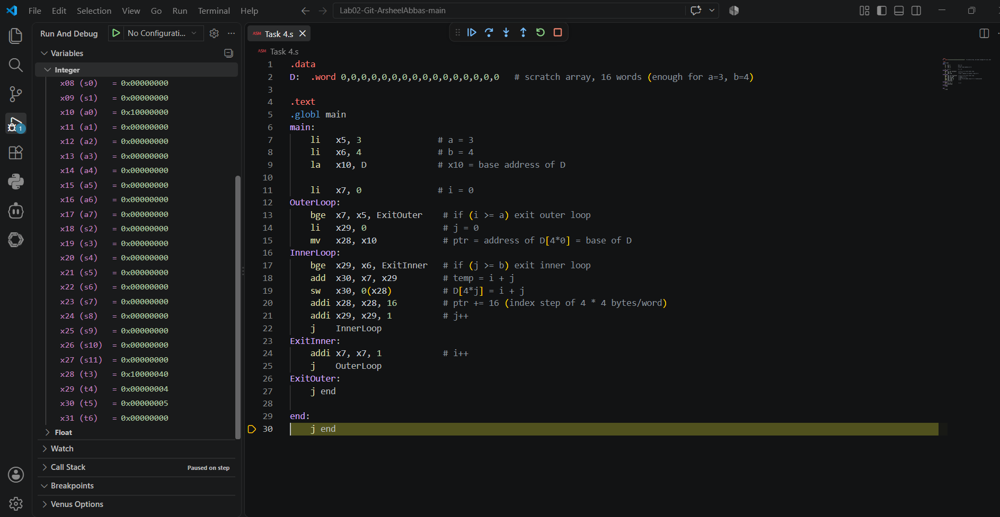 File Edit Selection View Go Run Terminal Help
Lab02-Git-ArsheelAbbas-main
Run And Debug
No Configurati...
Variables
Integer
x08 (s0) = 0x00000000
x09 (s1) = 0x00000000
x10 (a0) = 0x10000000
x11 (a1) = 0x00000000
x12 (a2) = 0x00000000
x13 (a3) = 0x00000000
x14 (a4) = 0x00000000
x15 (a5) = 0x00000000
x16 (a6) = 0x00000000
x17 (a7) = 0x00000000
x18 (s2) = 0x00000000
x19 (s3) = 0x00000000
x20 (s4) = 0x00000000
x21 (s5) = 0x00000000
x22 (s6) = 0x00000000
x23 (s7) = 0x00000000
x24 (s8) = 0x00000000
x25 (s9) = 0x00000000
x26 (s10) = 0x00000000
x27 (s11) = 0x00000000
x28 (t3) = 0x10000040
x29 (t4) = 0x00000004
x30 (t5) = 0x00000005
x31 (t6) = 0x00000000
Float
Watch
Call Stack Paused on step
Breakpoints
Venus Options
1
ASM Task 4.s
ASM Task 4.s
1 .data
2 D: .word 0,0,0,0,0,0,0,0,0,0,0,0,0,0,0,0 # scratch array, 16 words (enough for a=3, b=4)
3
4 .text
5 .globl main
6 main:
7 li x5, 3 # a = 3
8 li x6, 4 # b = 4
9 la x10, D # x10 = base address of D
10
11 li x7, 0 # i = 0
12 OuterLoop:
13 bge x7, x5, ExitOuter # if (i >= a) exit outer loop
14 li x29, 0 # j = 0
15 mv x28, x10 # ptr = address of D[4*0] = base of D
16 InnerLoop:
17 bge x29, x6, ExitInner # if (j >= b) exit inner loop
18 add x30, x7, x29 # temp = i + j
19 sw x30, 0(x28) # D[4*j] = i + j
20 addi x28, x28, 16 # ptr += 16 (index step of 4 * 4 bytes/word)
21 addi x29, x29, 1 # j++
22 j InnerLoop
23 ExitInner:
24 addi x7, x7, 1 # i++
25 j OuterLoop
26 ExitOuter:
27 j end
28
29 end:
30 j end